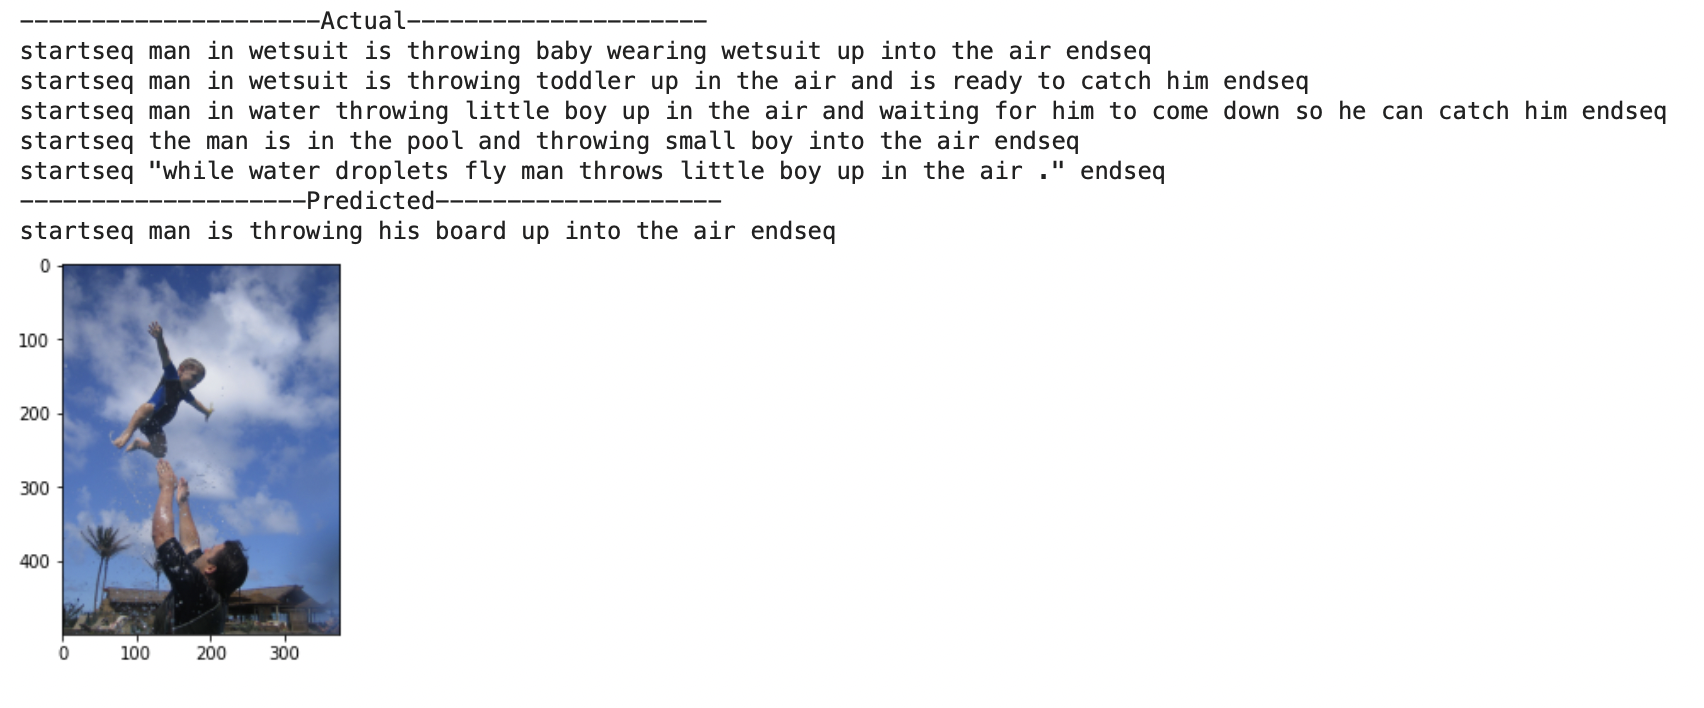 ---------------------Actual---------------------
startseq man in wetsuit is throwing baby wearing wetsuit up into the air endseq
startseq man in wetsuit is throwing toddler up in the air and is ready to catch him endseq
startseq man in water throwing little boy up in the air and waiting for him to come down so he can catch him endseq
startseq the man is in the pool and throwing small boy into the air endseq
startseq "while water droplets fly man throws little boy up in the air ." endseq
--------------------Predicted--------------------
startseq man is throwing his board up into the air endseq
0
100
200
300
400
0 100 200 300